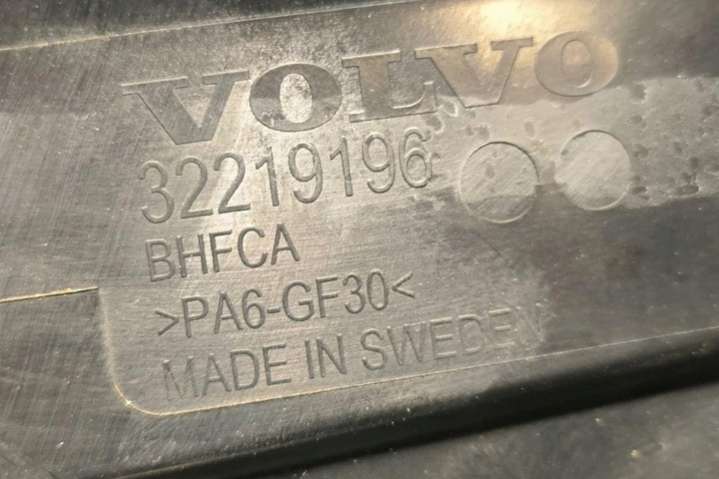 VOLVO
32219196
BHFCA
>PA6-GF30<
MADE IN SWEDEN